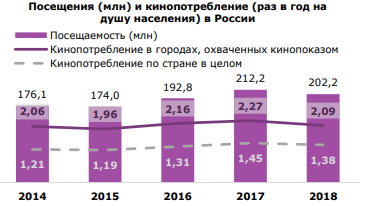 Посещения (млн) и кинопотребление (раз в год на
душу населения) в России
Посещаемость (млн)
Кинопотребление в городах, охваченных кинопоказом
Кинопотребление по стране в целом
176,1 174,0 192,8 212,2 202,2
2,06 1,96 2,16 2,27 2,09
1,21 1,19 1,31 1,45 1,38
2014 2015 2016 2017 2018